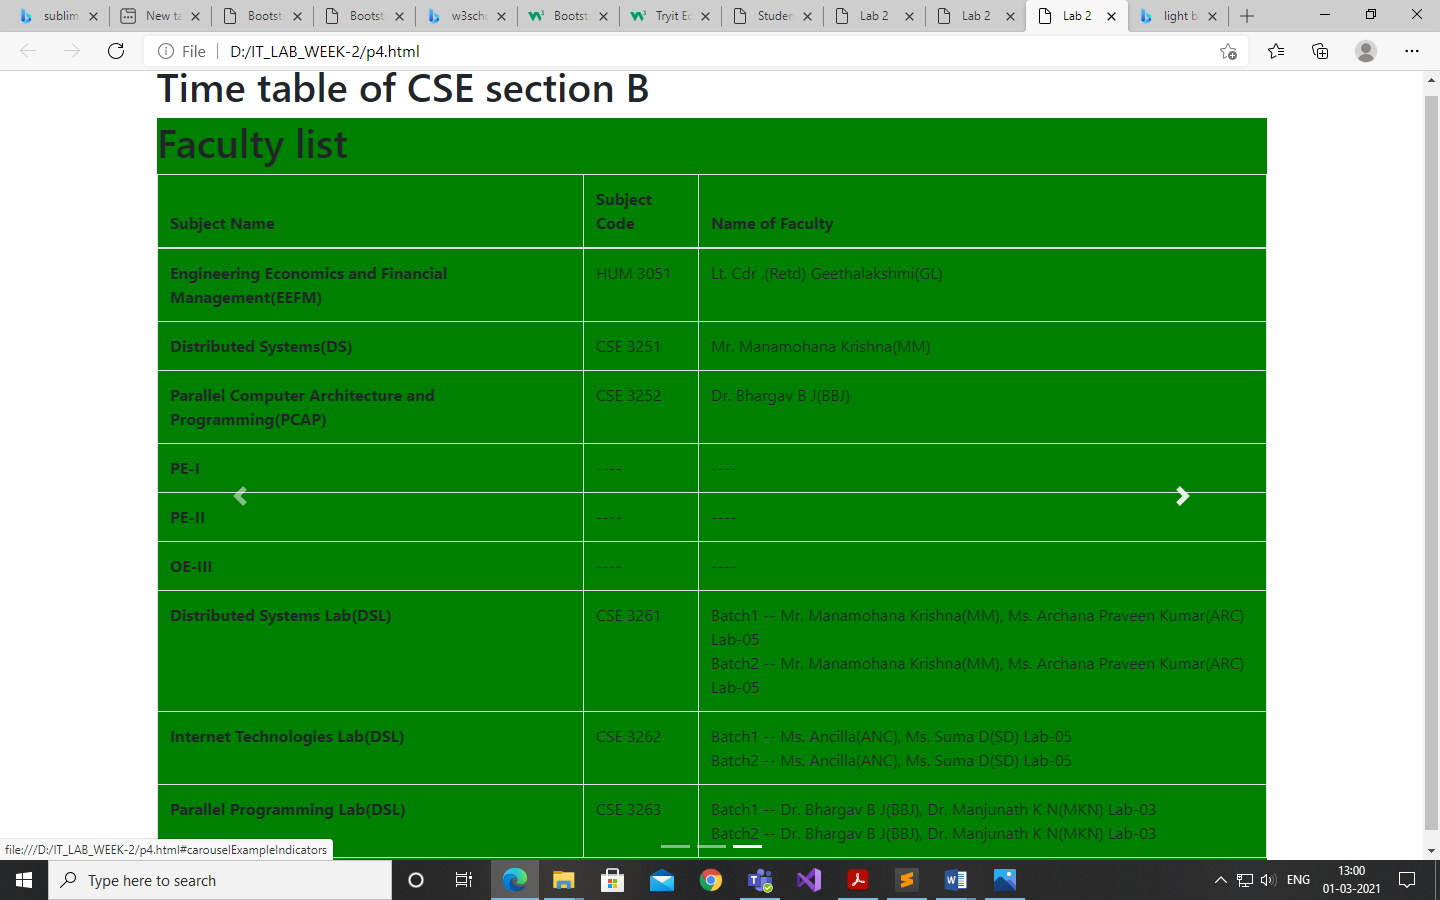 sublim
New ta
Bootst
Bootst
w3scho
Bootst
Tryit Ed
Studen
Lab 2
Lab 2
Lab 2
light b
File
D:/IT_LAB_WEEK-2/p4.html
Time table of CSE section B
Faculty list
Subject Name Subject Code Name of Faculty
Engineering Economics and Financial Management(EEFM) HUM 3051 Lt. Cdr .(Retd) Geethalakshmi(GL)
Distributed Systems(DS) CSE 3251 Mr. Manamohana Krishna(MM)
Parallel Computer Architecture and Programming(PCAP) CSE 3252 Dr. Bhargav B J(BBJ)
PE-I ---- ----
PE-II ---- ----
OE-III ---- ----
Distributed Systems Lab(DSL) CSE 3261 Batch1 -- Mr. Manamohana Krishna(MM), Ms. Archana Praveen Kumar(ARC)
Lab-05
Batch2 -- Mr. Manamohana Krishna(MM), Ms. Archana Praveen Kumar(ARC)
Lab-05
Internet Technologies Lab(DSL) CSE 3262 Batch1 -- Ms. Ancilla(ANC), Ms. Suma D(SD) Lab-05
Batch2 -- Ms. Ancilla(ANC), Ms. Suma D(SD) Lab-05
Parallel Programming Lab(DSL) CSE 3263 Batch1 -- Dr. Bhargav B J(BBJ), Dr. Manjunath K N(MKN) Lab-03
Batch2 -- Dr. Bhargav B J(BBJ), Dr. Manjunath K N(MKN) Lab-03
file:///D:/IT_LAB_WEEK-2/p4.html#carouselExampleIndicators
Type here to search
ENG
13:00
01-03-2021